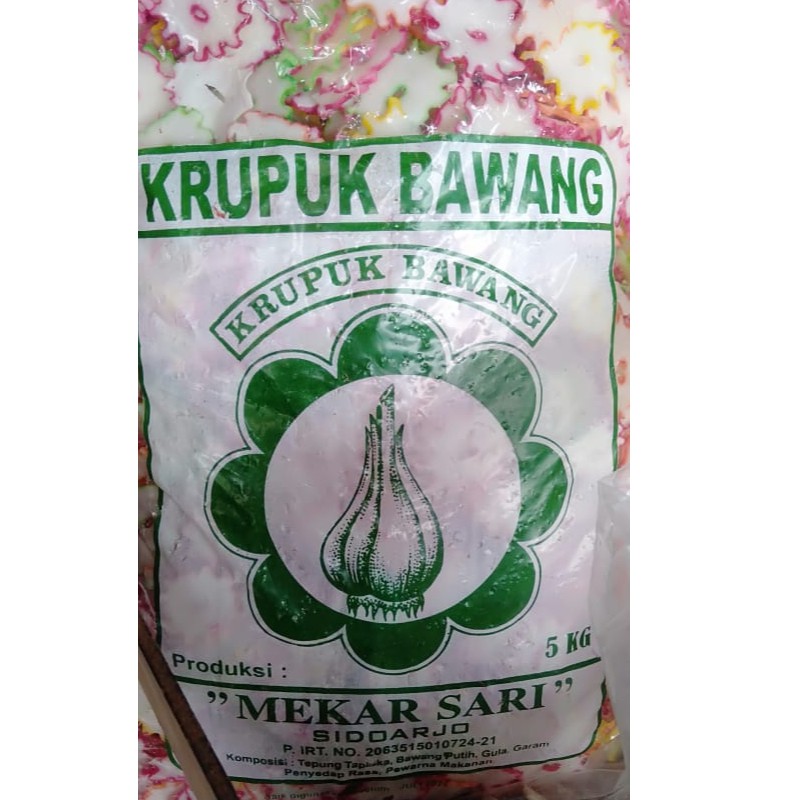 KRUPUK BAWANG
KRUPUK BAWANG
5 KG
Produksi :
"MEKAR SARI"
SIDOARJO
P. IRT. NO. 2063515010724-21
Komposisi : Tepung Tapioka, Bawang Putih, Gula, Garam
Penyedap Rasa, Pewarna Makanan.